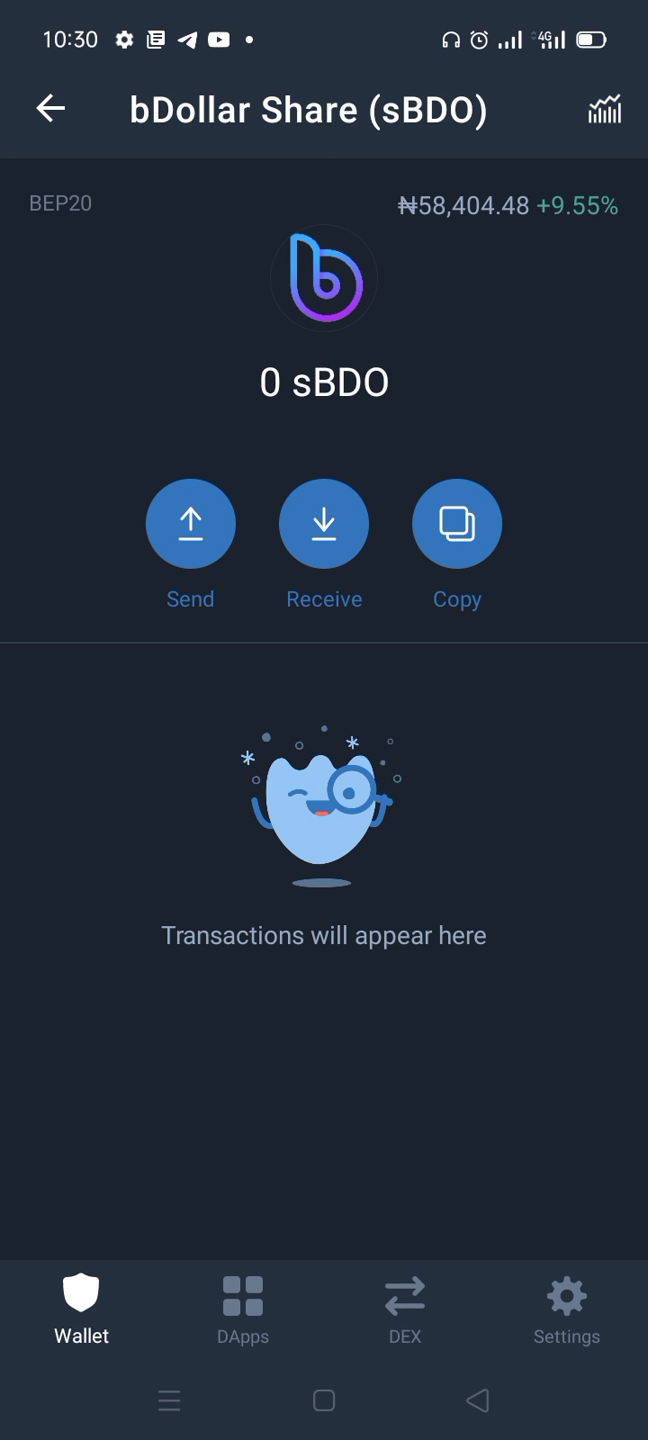 10:30
4G
bDollar Share (sBDO)
BEP20
₦58,404.48 +9.55%
0 sBDO
Send
Receive
Copy
Transactions will appear here
Wallet
DApps
DEX
Settings